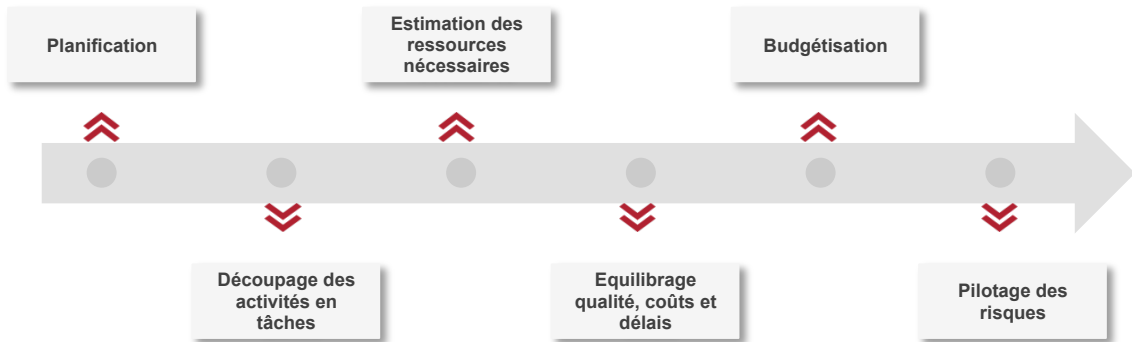 Planification
Estimation des
ressources
nécessaires
Budgétisation
Découpage des
activités en
tâches
Equilibrage
qualité, coûts et
délais
Pilotage des
risques